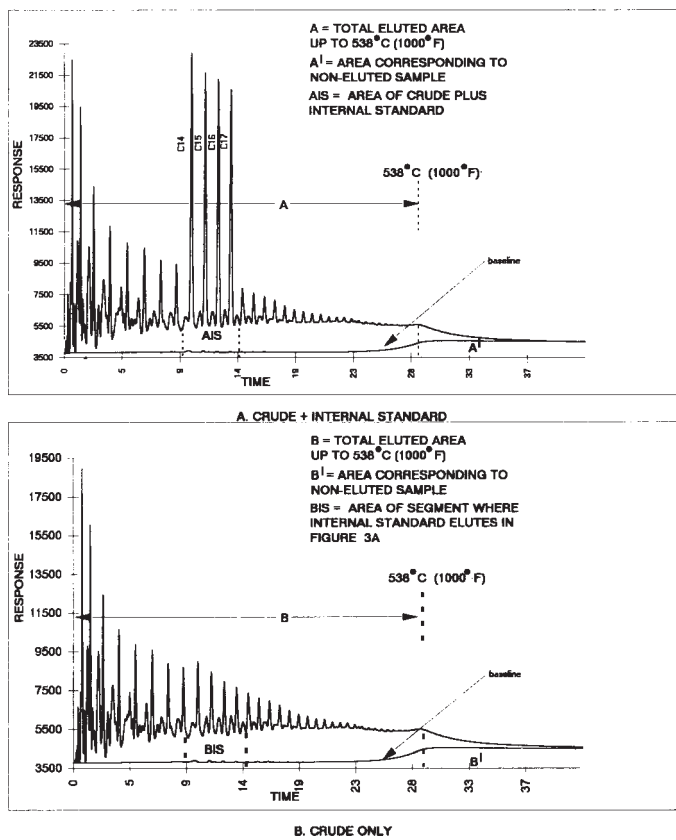 A = TOTAL ELUTED AREA
UP TO 538°C (1000°F)
A' = AREA CORRESPONDING TO
NON-ELUTED SAMPLE
AIS = AREA OF CRUDE PLUS
INTERNAL STANDARD
23500
21500
19500
17500
15500
13500
11500
9500
7500
5500
3500
RESPONSE
C14
C15
C16
C17
538°C (1000°F)
A
baseline
AIS
A'
0
5
9
14
19
23
28
33
37
TIME
A. CRUDE + INTERNAL STANDARD
B = TOTAL ELUTED AREA
UP TO 538°C (1000°F)
B' = AREA CORRESPONDING TO
NON-ELUTED SAMPLE
BIS = AREA OF SEGMENT WHERE
INTERNAL STANDARD ELUTES IN
FIGURE 3A
19500
17500
15500
13500
11500
9500
7500
5500
3500
RESPONSE
538°C (1000°F)
B
baseline
BIS
B'
0
5
9
14
19
23
28
33
37
TIME
B. CRUDE ONLY